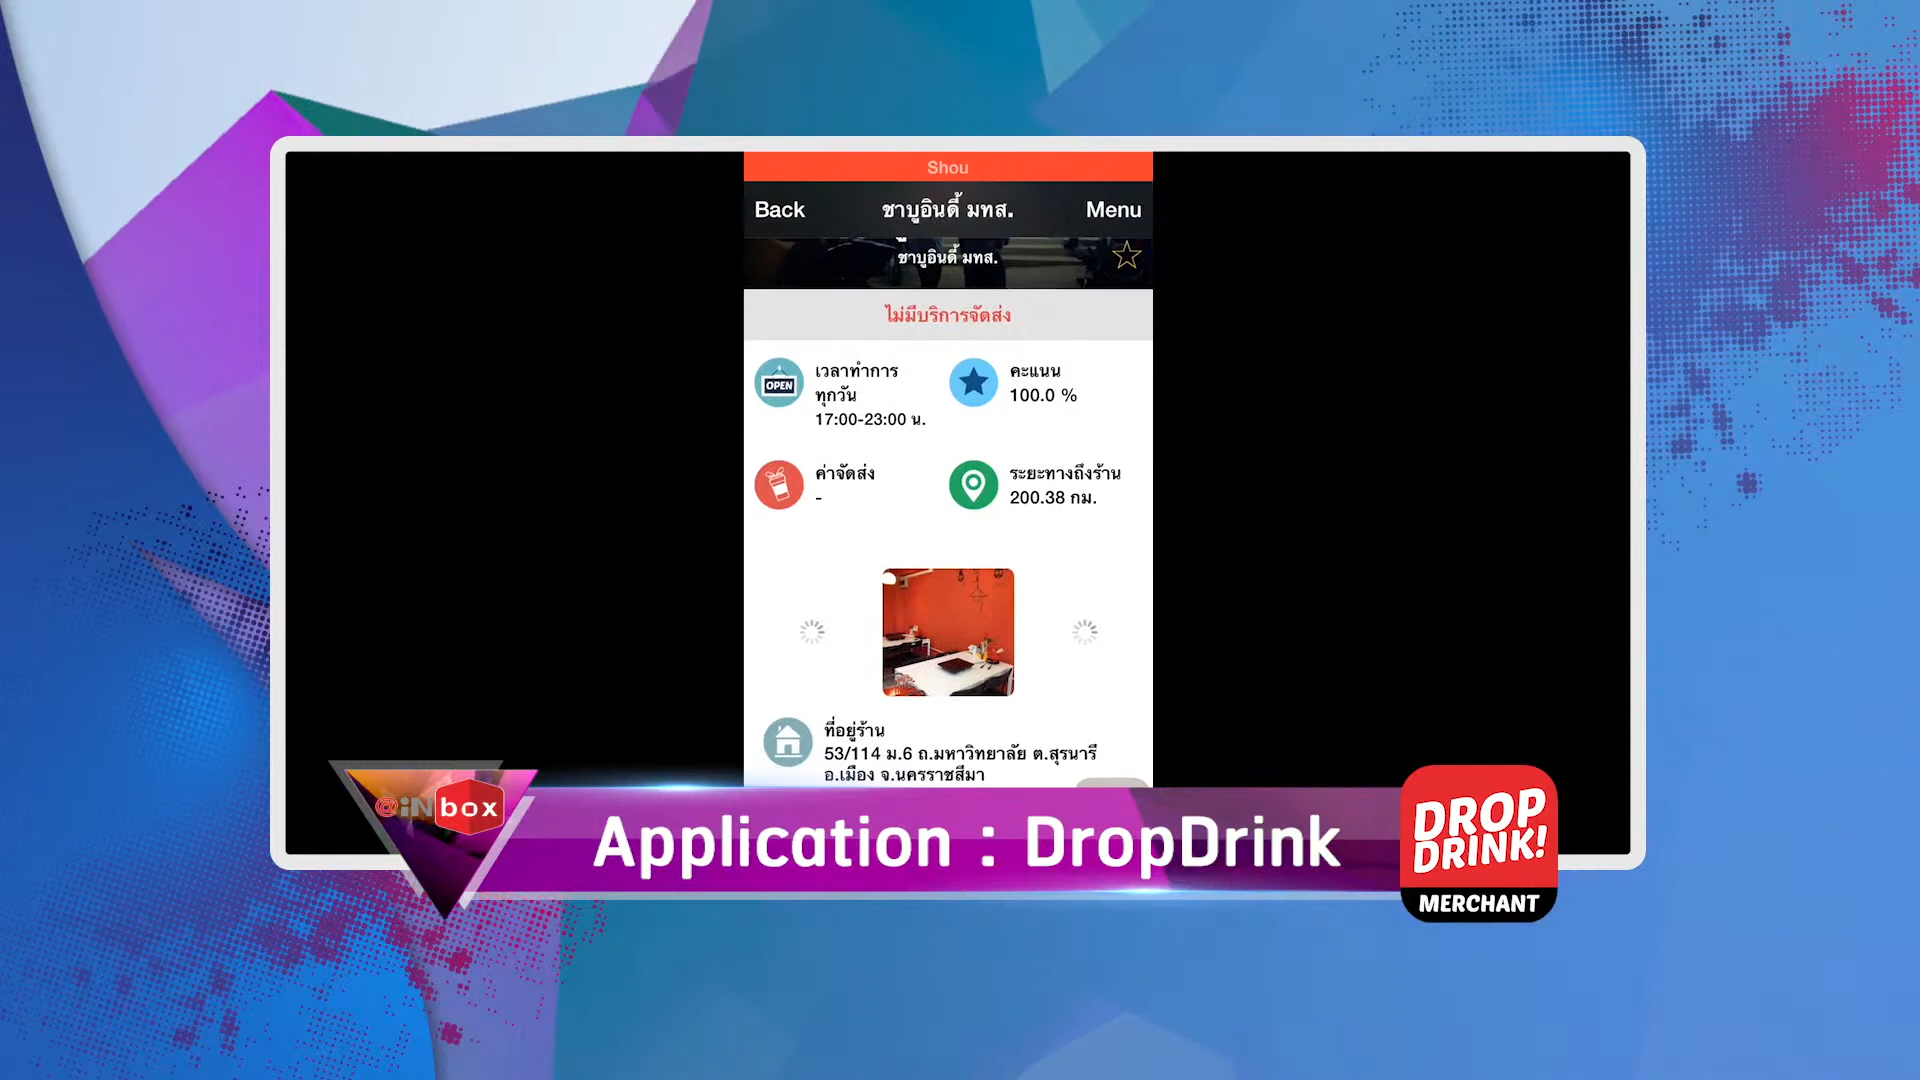 Shou
Back
ชาบูอินดี้ มทส.
Menu
ชาบูอินดี้ มทส.
ไม่มีบริการจัดส่ง
OPEN
เวลาทำการ
ทุกวัน
17:00-23:00 น.
คะแนน
100.0 %
ค่าจัดส่ง
-
ระยะทางถึงร้าน
200.38 กม.
ที่อยู่ร้าน
53/114 ม.6 ถ.มหาวิทยาลัย ต.สุรนารี
อ.เมือง จ.นครราชสีมา
@iNbox
Application : DropDrink
DROP
DRINK!
MERCHANT